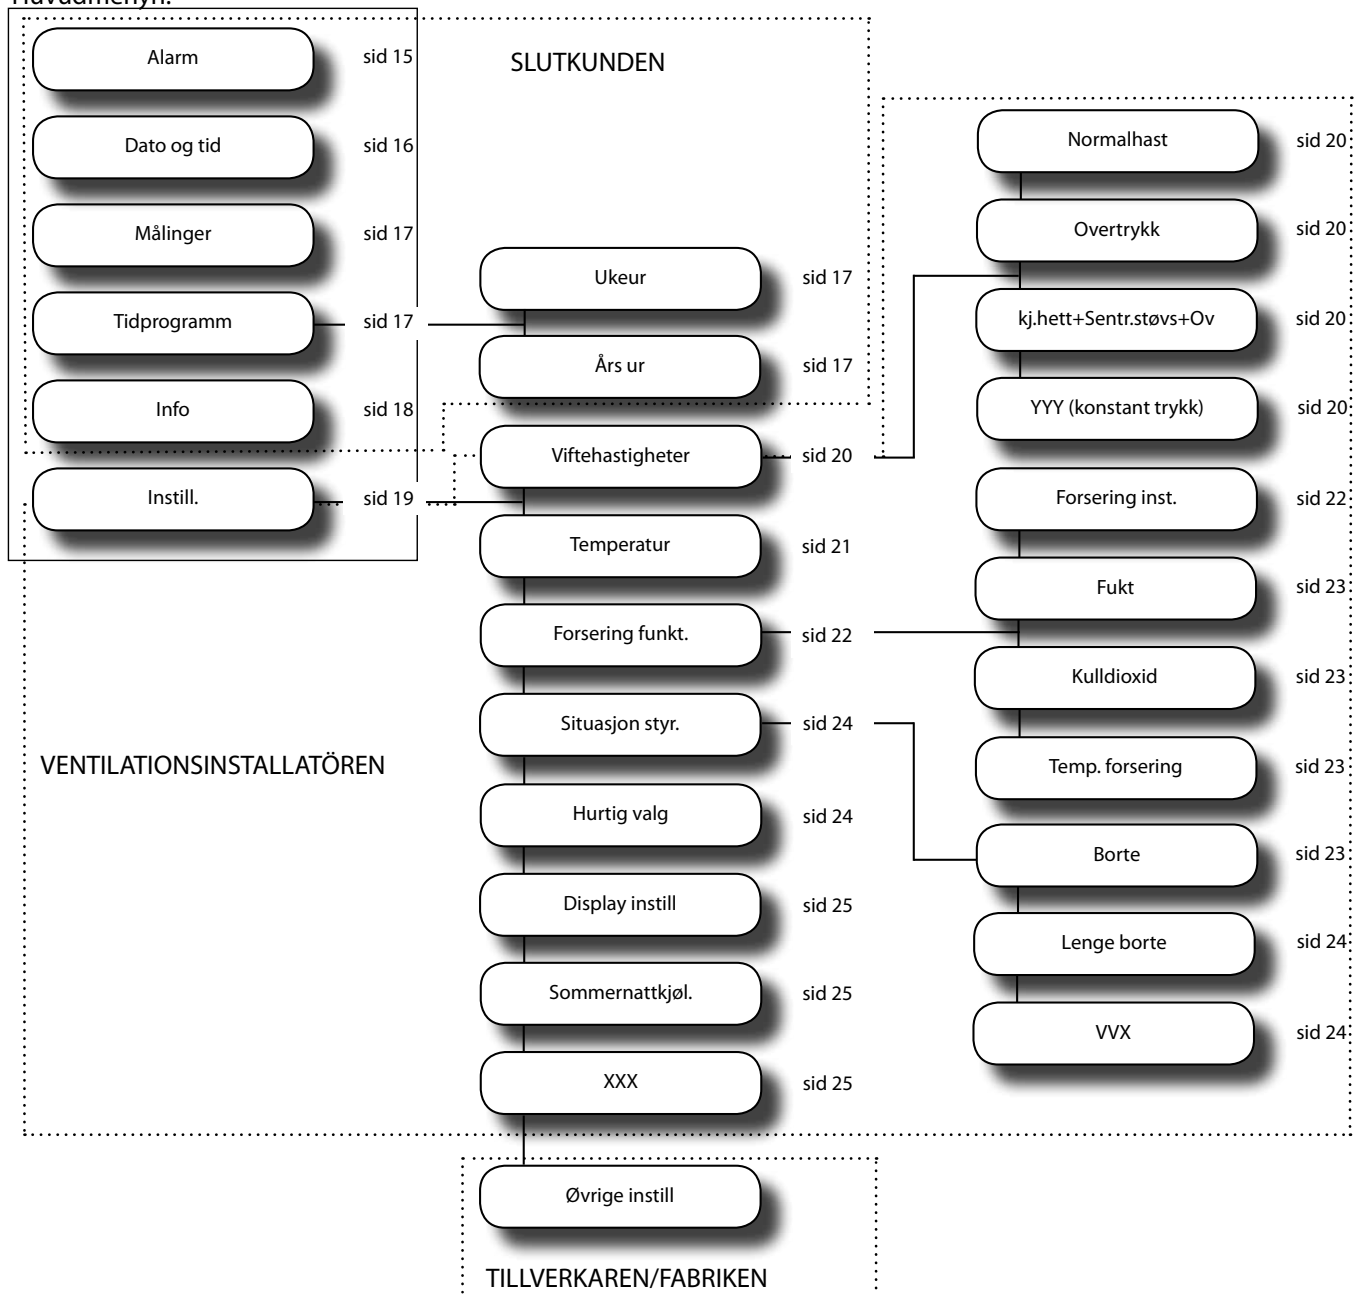 Huvudmenyn:
Alarm sid 15
SLUTKUNDEN
Dato og tid sid 16
Målinger sid 17
Tidprogramm sid 17
Info sid 18
Instill. sid 19
Ukeur sid 17
Års ur sid 17
Viftehastigheter sid 20
Temperatur sid 21
Forsering funkt. sid 22
Situasjon styr. sid 24
Hurtig valg sid 24
Display instill sid 25
Sommernattkjøl. sid 25
XXX sid 25
Normalhast sid 20
Overtrykk sid 20
kj.hett+Sentr.støvs+Ov sid 20
YYY (konstant trykk) sid 20
Forsering inst. sid 22
Fukt sid 23
Kulldioxid sid 23
Temp. forsering sid 23
Borte sid 23
Lenge borte sid 24
VVX sid 24
VENTILATIONSINSTALLATÖREN
Øvrige instill
TILLVERKAREN/FABRIKEN